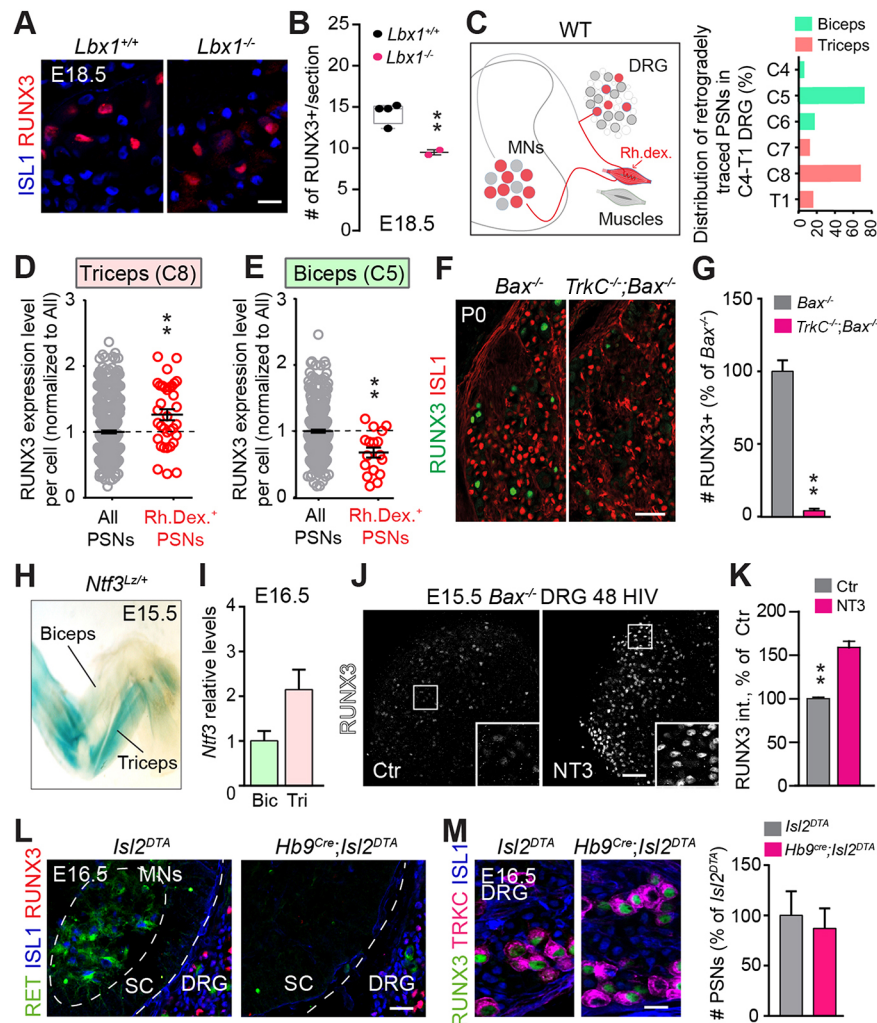 A
Lbx1+/+
Lbx1-/-
ISL1 RUNX3
E18.5
B
# of RUNX3+/section
25
20
15
10
5
0
Lbx1+/+
Lbx1-/-
**
E18.5
C
WT
DRG
MNs
Rh.dex.
Muscles
Distribution of retrogradely
traced PSNs in
C4-T1 DRG (%)
Biceps
Triceps
C4
C5
C6
C7
C8
T1
0
20
40
60
80
D
Triceps (C8)
RUNX3 expression level
per cell (normalized to All)
3
2
1
0
**
All
PSNs
Rh.Dex.+
PSNs
E
Biceps (C5)
RUNX3 expression level
per cell (normalized to All)
3
2
1
0
**
All
PSNs
Rh.Dex.+
PSNs
F
Bax-/-
TrkC-/-;Bax-/-
RUNX3 ISL1
P0
G
Bax-/-
TrkC-/-;Bax-/-
# RUNX3+ (% of Bax-/-)
150
100
50
0
**
H
Ntf3Lz/+
E15.5
Biceps
Triceps
I
E16.5
Ntf3 relative levels
4
3
2
1
0
Bic
Tri
J
E15.5 Bax-/- DRG 48 HIV
RUNX3
Ctr
NT3
K
Ctr
NT3
RUNX3 int., % of Ctr
200
150
100
50
0
**
L
Isl2DTA
Hb9Cre;Isl2DTA
RET ISL1 RUNX3
E16.5
MNs
SC
DRG
SC
DRG
M
Isl2DTA
Hb9Cre;Isl2DTA
RUNX3 TRKC ISL1
E16.5
DRG
Isl2DTA
Hb9cre;Isl2DTA
# PSNs (% of Isl2DTA)
150
100
50
0